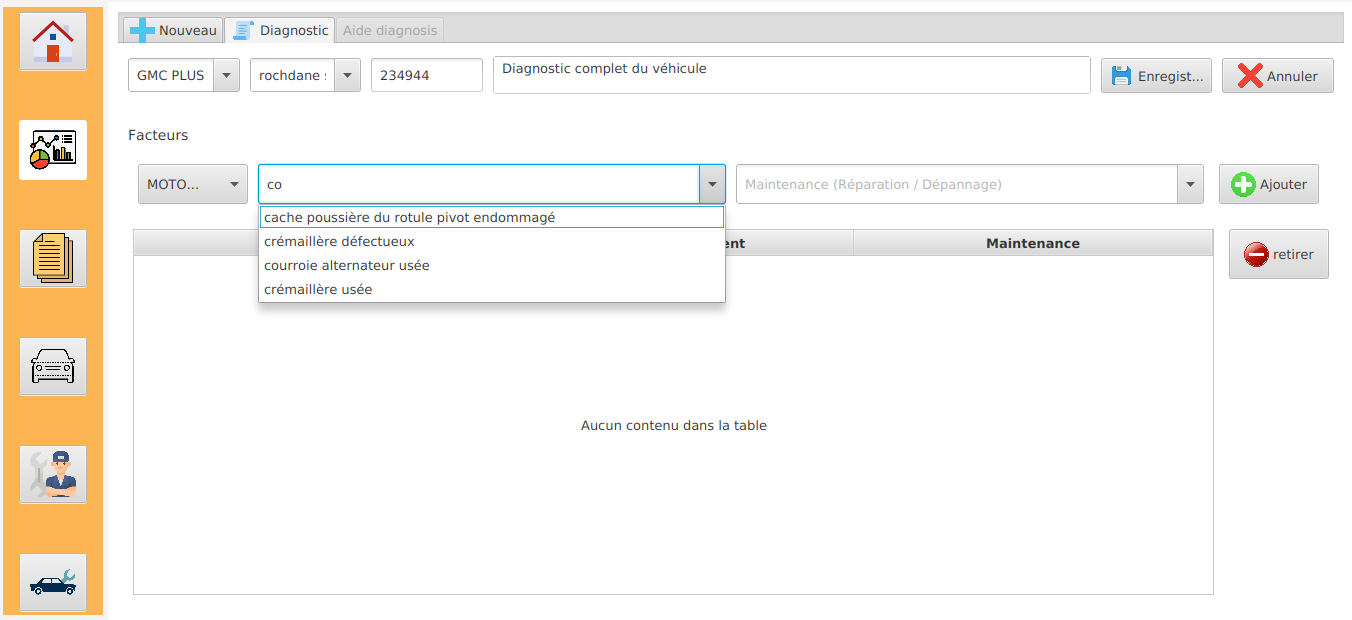 Nouveau
Diagnostic
Aide diagnosis
GMC PLUS
rochdane
234944
Diagnostic complet du véhicule
Enregist...
Annuler
Facteurs
MOTO...
co
Maintenance (Réparation / Dépannage)
Ajouter
cache poussière du rotule pivot endommagé
crémaillère défectueux
courroie alternateur usée
crémaillère usée
Maintenance
retirer
Aucun contenu dans la table